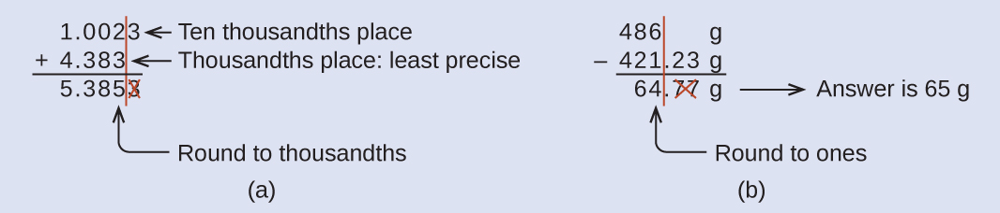 1.0023 Ten thousandths place
+ 4.383 Thousandths place: least precise
5.3853
Round to thousandths
(a)
486 g
– 421.23 g
64.77 g Answer is 65 g
Round to ones
(b)